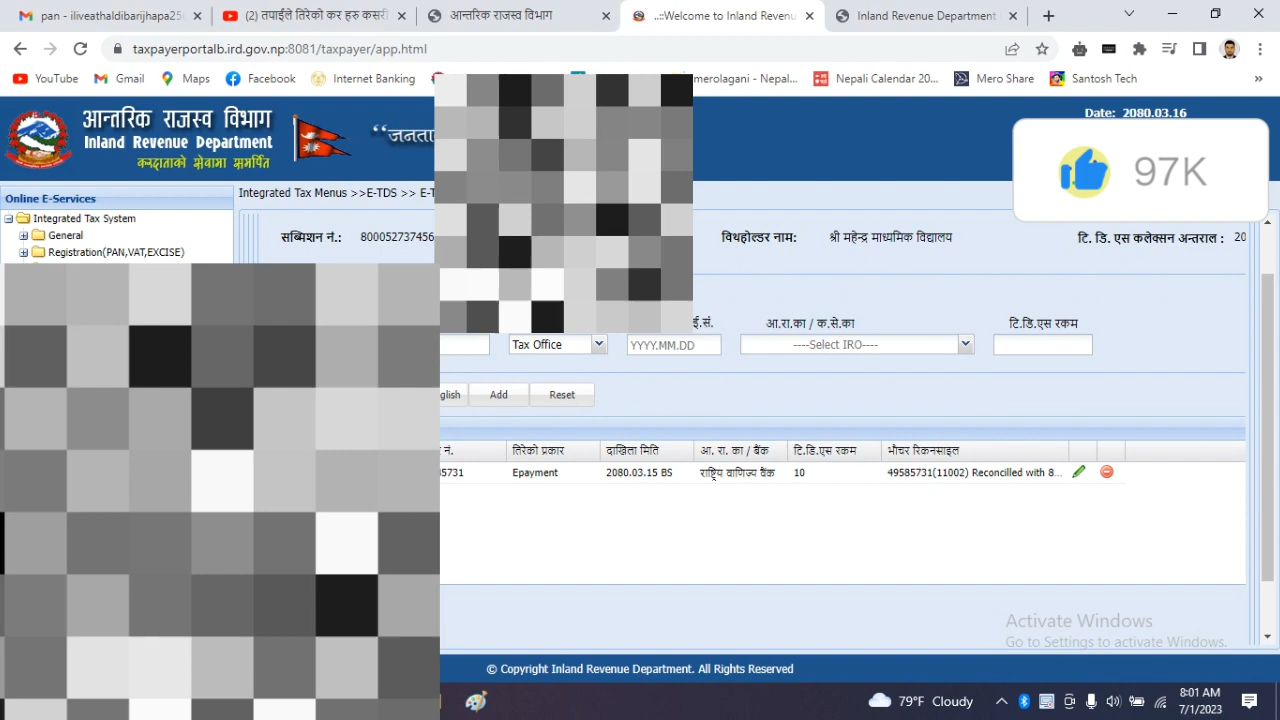 pan - iliveathaldibarijhapa25
(2) तपाईले तिरेको कर हरु कसरी
आन्तरिक राजस्व विभाग
..::Welcome to Inland Revenu
Inland Revenue Department
taxpayerportalb.ird.gov.np:8081/taxpayer/app.html
YouTube Gmail Maps Facebook Internet Banking merolagani - Nepal... Nepali Calendar 20... Mero Share Santosh Tech
आन्तरिक राजस्व विभाग
Inland Revenue Department
करदाताको सेवामा समर्पित
“जनता
Date: 2080.03.16
97K
Online E-Services
Integrated Tax Menus >>E-TDS >>
Integrated Tax System
General
Registration(PAN,VAT,EXCISE)
सब्मिशन नं.: 800052737456
विथहोल्डर नाम: श्री महेन्द्र माध्यमिक विद्यालय
टि. डि. एस कलेक्सन अन्तराल : 20
ई.सं. आ.रा.का / क.से.का टि.डि.एस रकम
Tax Office YYYY.MM.DD ----Select IRO----
glish Add Reset
नं. तिरेको प्रकार दाखिला मिति आ. रा. का / बैंक टि.डि.एस रकम भौचर रिकनसाइल
5731 Epayment 2080.03.15 BS राष्ट्रिय वाणिज्य बैंक 10 49585731(11002) Reconcilled with 8...
Activate Windows
Go to Settings to activate Windows.
© Copyright Inland Revenue Department. All Rights Reserved
79°F Cloudy
8:01 AM
7/1/2023